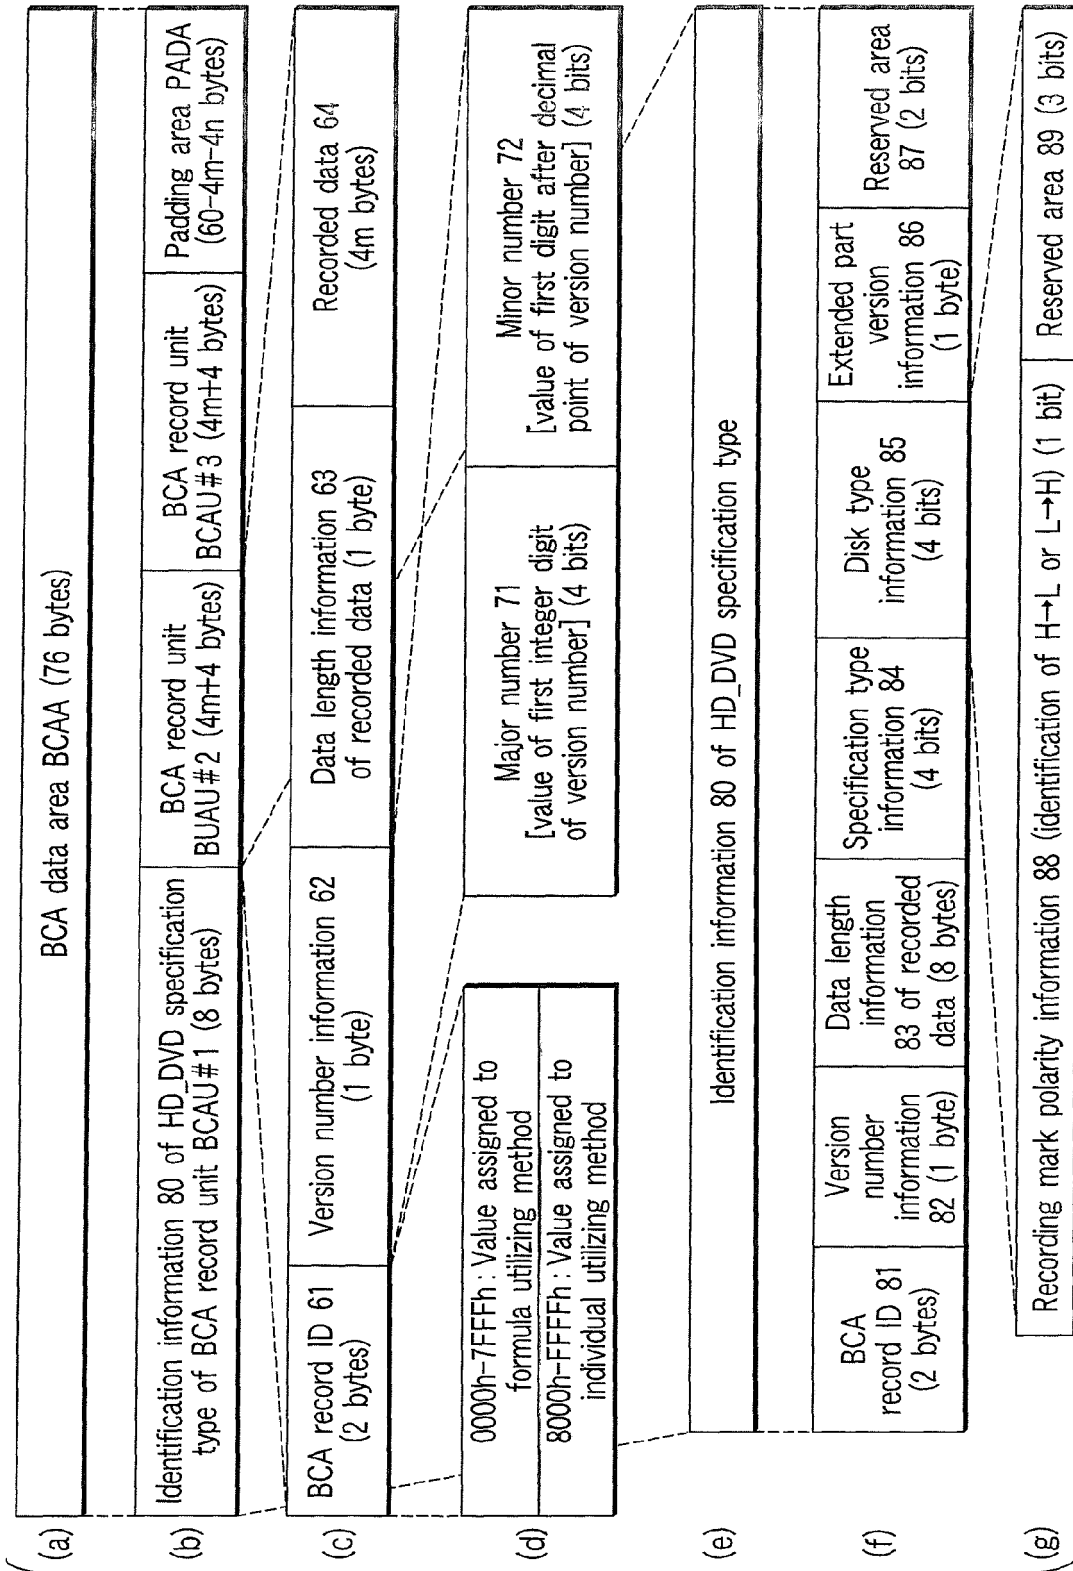 (a)
BCA data area BCAA (76 bytes)
(b)
Identification information 80 of HD_DVD specification
type of BCA record unit BCAU#1 (8 bytes)
BCA record unit
BUAU#2 (4m+4 bytes)
BCA record unit
BCAU#3 (4m+4 bytes)
Padding area PADA
(60-4m-4n bytes)
(c)
BCA record ID 61
(2 bytes)
Version number information 62
(1 byte)
Data length information 63
of recorded data (1 byte)
Recorded data 64
(4m bytes)
(d)
0000h-7FFFh : Value assigned to
formula utilizing method
8000h-FFFFh : Value assigned to
individual utilizing method
Major number 71
[value of first integer digit
of version number] (4 bits)
Minor number 72
[value of first digit after decimal
point of version number] (4 bits)
(e)
Identification information 80 of HD_DVD specification type
(f)
BCA
record ID 81
(2 bytes)
Version
number
information
82 (1 byte)
Data length
information
83 of recorded
data (8 bytes)
Specification type
information 84
(4 bits)
Disk type
information 85
(4 bits)
Extended part
version
information 86
(1 byte)
Reserved area
87 (2 bits)
(g)
Recording mark polarity information 88 (identification of H→L or L→H) (1 bit)
Reserved area 89 (3 bits)